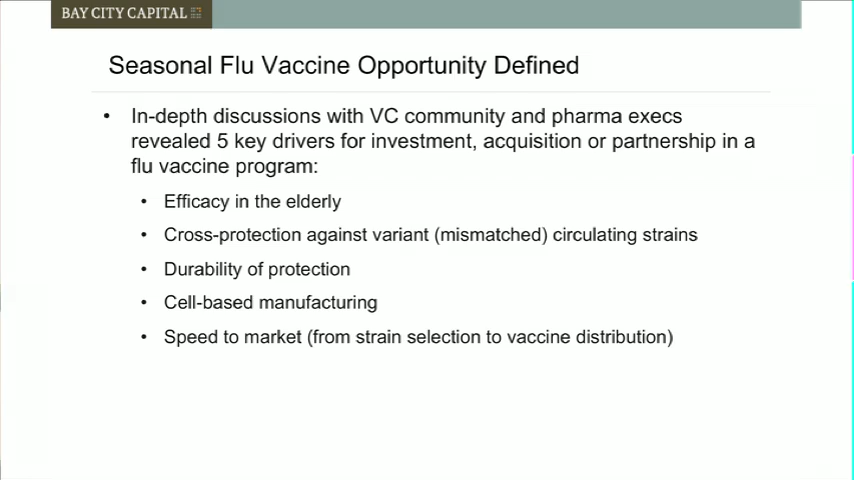 BAY CITY CAPITAL
Seasonal Flu Vaccine Opportunity Defined
• In-depth discussions with VC community and pharma execs
revealed 5 key drivers for investment, acquisition or partnership in a
flu vaccine program:
• Efficacy in the elderly
• Cross-protection against variant (mismatched) circulating strains
• Durability of protection
• Cell-based manufacturing
• Speed to market (from strain selection to vaccine distribution)